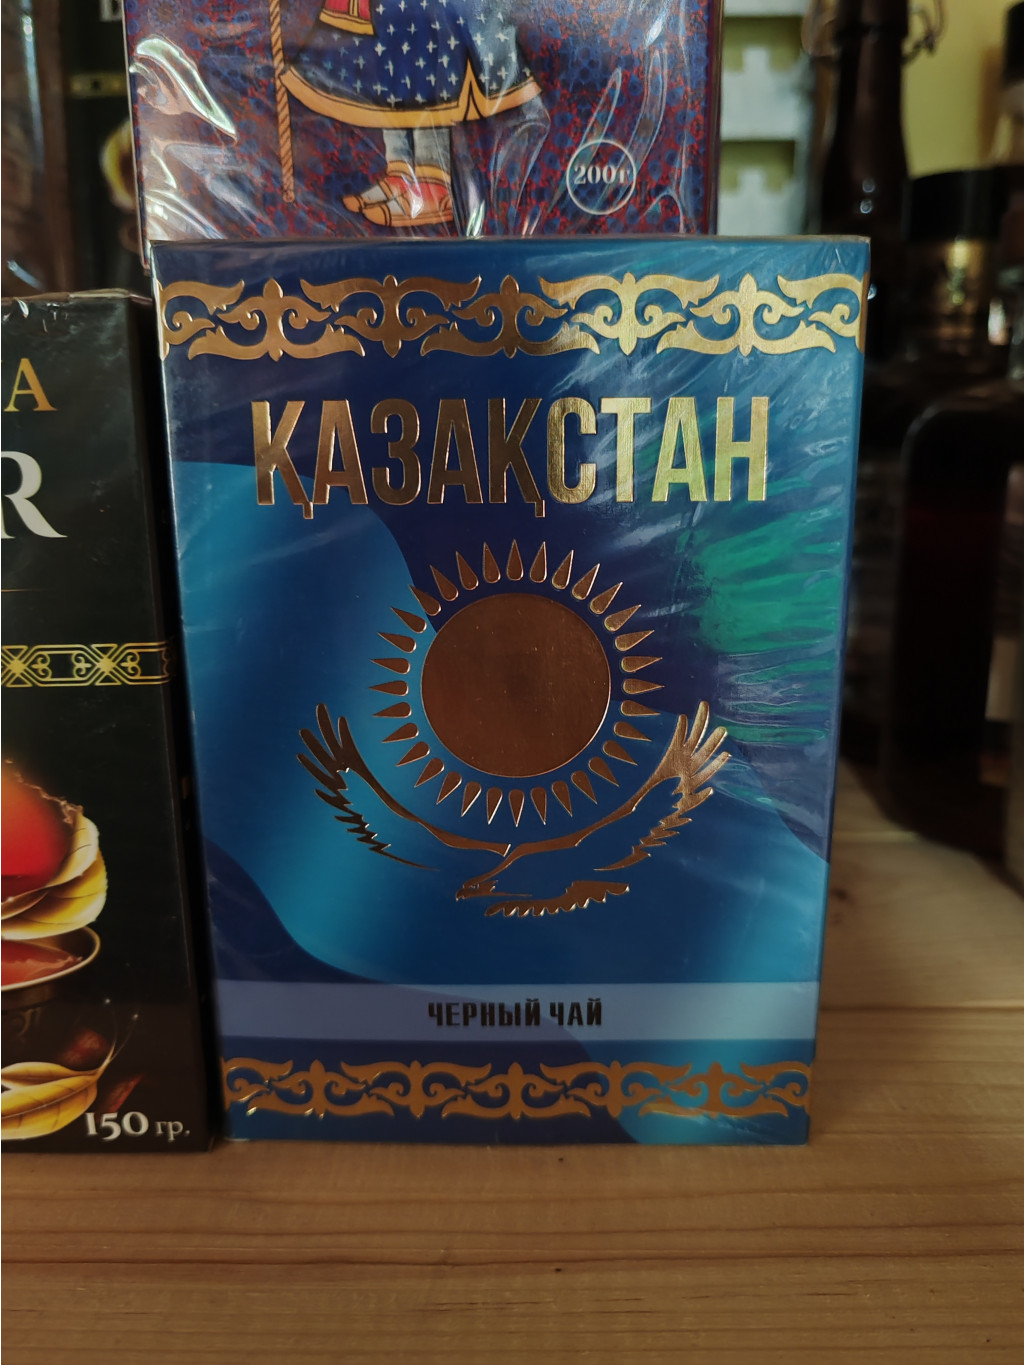 200г
ҚАЗАҚСТАН
ЧЕРНЫЙ ЧАЙ
A
R
150 гр.